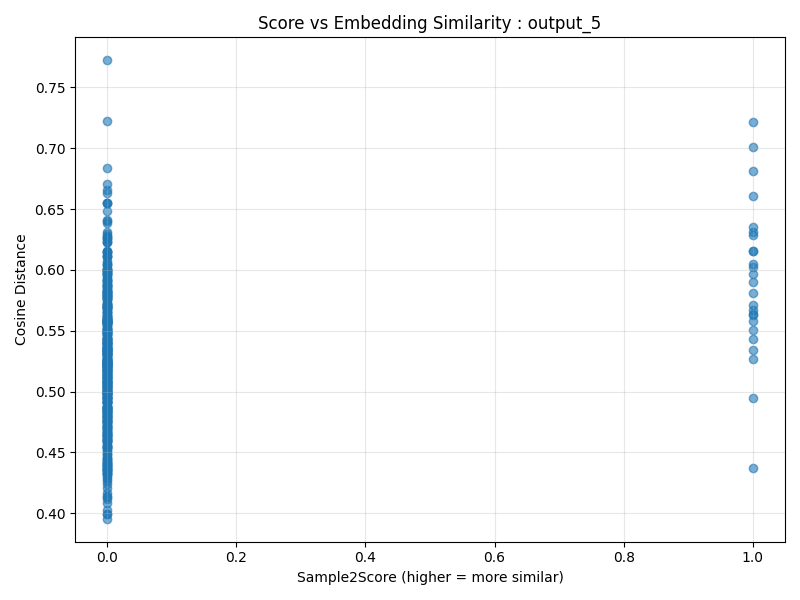 Score vs Embedding Similarity : output_5
Cosine Distance
0.75
0.70
0.65
0.60
0.55
0.50
0.45
0.40
0.0 0.2 0.4 0.6 0.8 1.0
Sample2Score (higher = more similar)